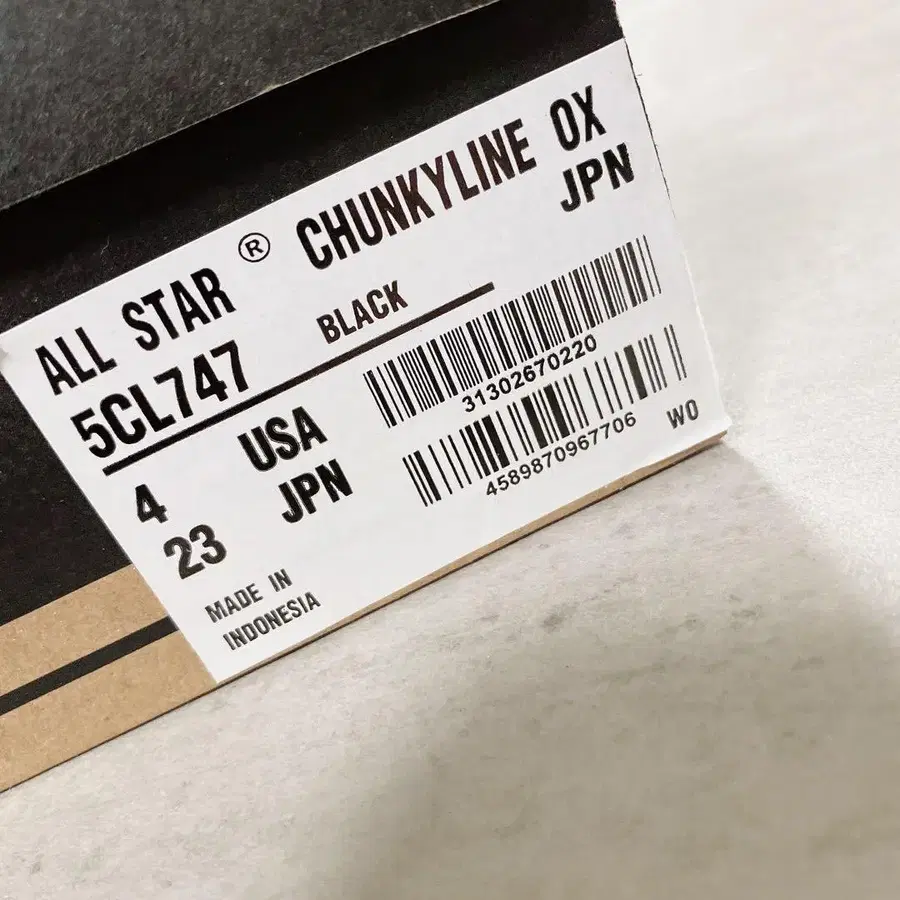 ALL STAR ® CHUNKYLINE OX
JPN
5CL747 BLACK
4 USA
23 JPN
31302670220
4589870967706
W0
MADE IN
INDONESIA